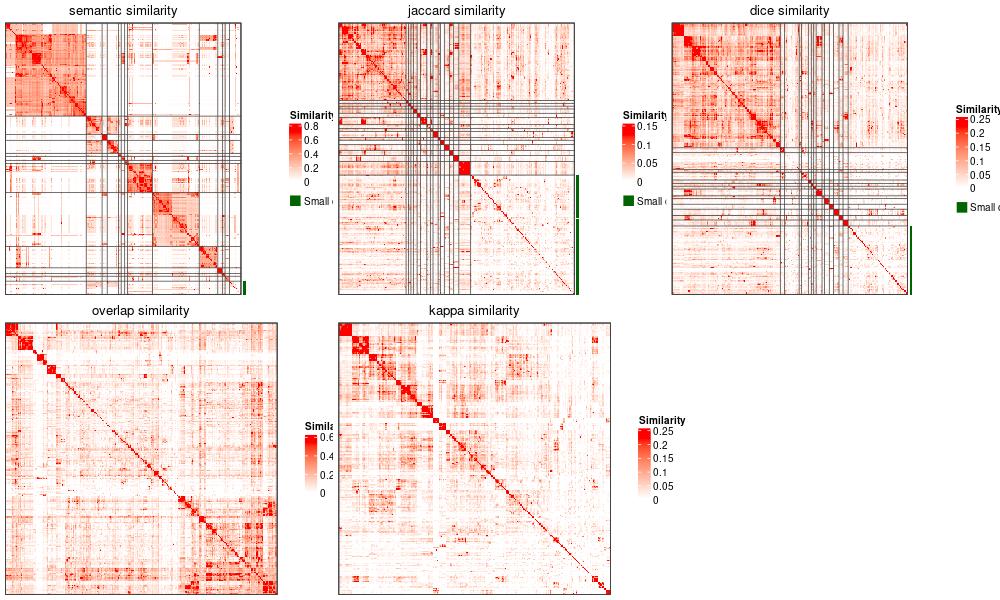 semantic similarity
Similarity
0.8
0.6
0.4
0.2
0
Small
jaccard similarity
Similarity
0.15
0.1
0.05
0
Small
dice similarity
Similarity
0.25
0.2
0.15
0.1
0.05
0
Small
overlap similarity
Simila
0.6
0.4
0.2
0
kappa similarity
Similarity
0.25
0.2
0.15
0.1
0.05
0